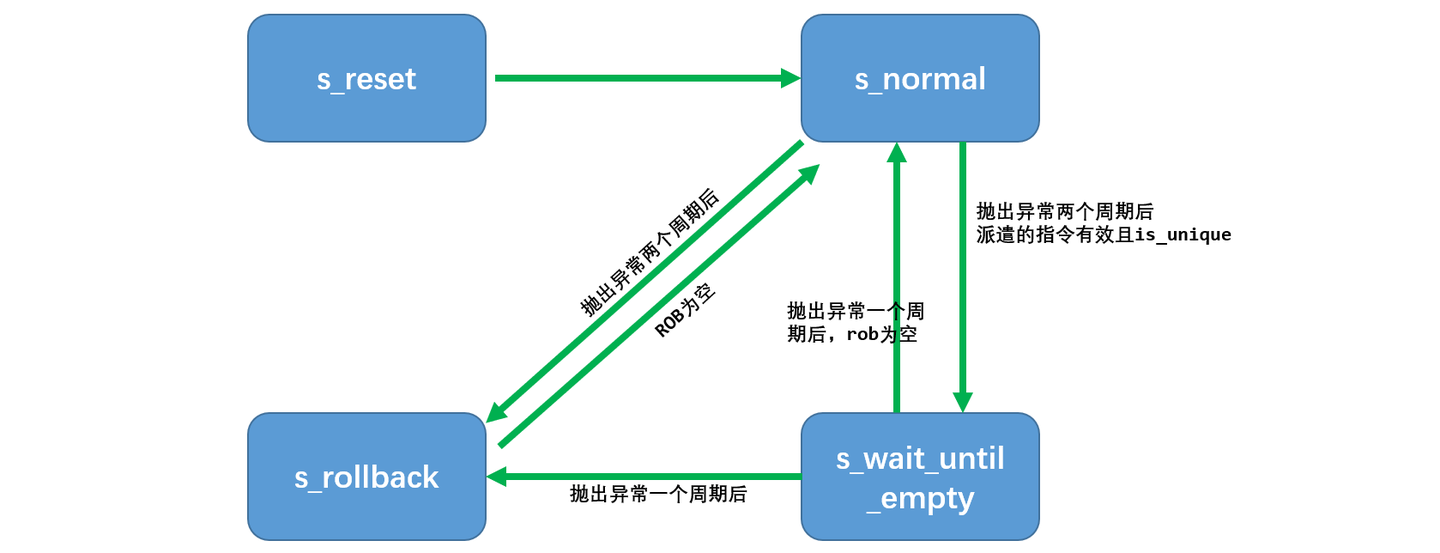 s_reset
s_normal
抛出异常两个周期后
派遣的指令有效且is_unique
抛出异常两个周期后
ROB为空
抛出异常一个周
期后，rob为空
s_rollback
抛出异常一个周期后
s_wait_until
_empty